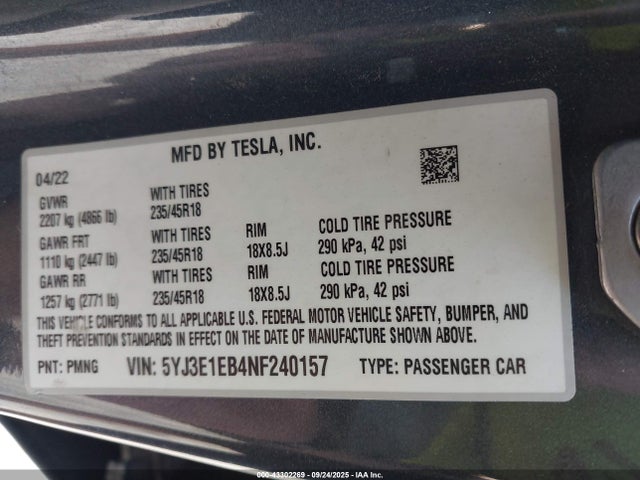 MFD BY TESLA, INC.
04/22
GVWR WITH TIRES
2207 kg (4866 lb) 235/45R18
GAWR FRT WITH TIRES RIM COLD TIRE PRESSURE
1110 kg (2447 lb) 235/45R18 18X8.5J 290 kPa, 42 psi
GAWR RR WITH TIRES RIM COLD TIRE PRESSURE
1257 kg (2771 lb) 235/45R18 18X8.5J 290 kPa, 42 psi
THIS VEHICLE CONFORMS TO ALL APPLICABLE U.S. FEDERAL MOTOR VEHICLE SAFETY, BUMPER, AND
THEFT PREVENTION STANDARDS IN EFFECT ON THE DATE OF MANUFACTURE SHOWN ABOVE.
PNT: PMNG VIN: 5YJ3E1EB4NF240157 TYPE: PASSENGER CAR
000-43302269 - 09/24/2025 - IAA Inc.